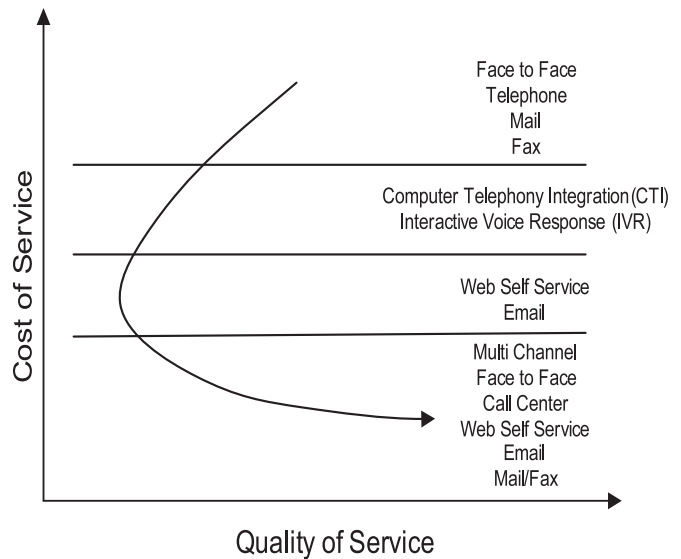 Cost of Service
Face to Face
Telephone
Mail
Fax
Computer Telephony Integration(CTI)
Interactive Voice Response (IVR)
Web Self Service
Email
Multi Channel
Face to Face
Call Center
Web Self Service
Email
Mail/Fax
Quality of Service